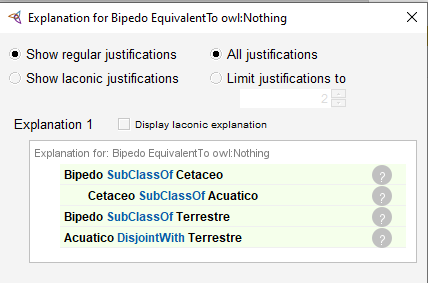 Explanation for Bipedo EquivalentTo owl:Nothing
Show regular justifications All justifications
Show laconic justifications Limit justifications to
2
Explanation 1 Display laconic explanation
Explanation for: Bipedo EquivalentTo owl:Nothing
Bipedo SubClassOf Cetaceo ?
Cetaceo SubClassOf Acuatico ?
Bipedo SubClassOf Terrestre ?
Acuatico DisjointWith Terrestre ?